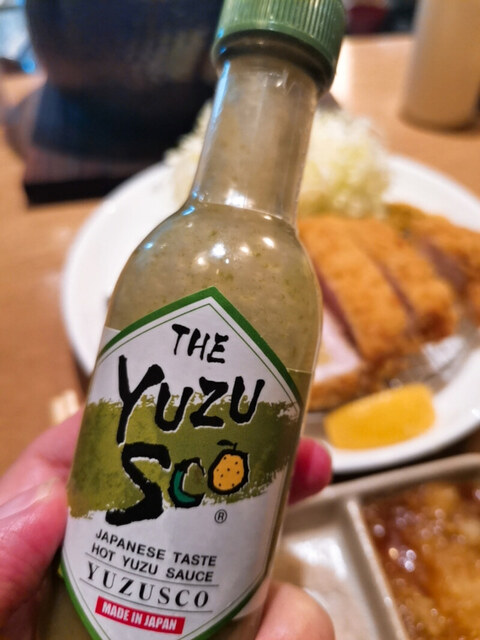 THE
YUZU
SCO
®
JAPANESE TASTE
HOT YUZU SAUCE
YUZUSCO
MADE IN JAPAN